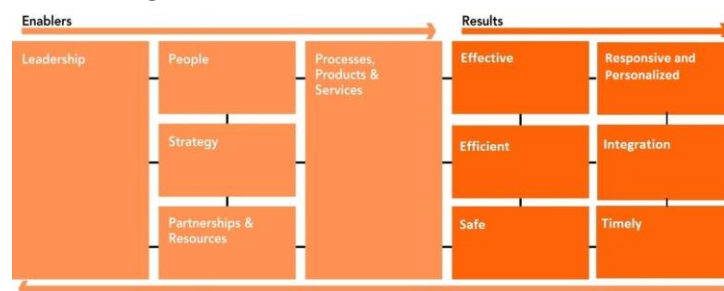 Enablers
Results
Leadership
People
Processes,
Products &
Services
Effective
Responsive and
Personalized
Strategy
Efficient
Integration
Partnerships &
Resources
Safe
Timely